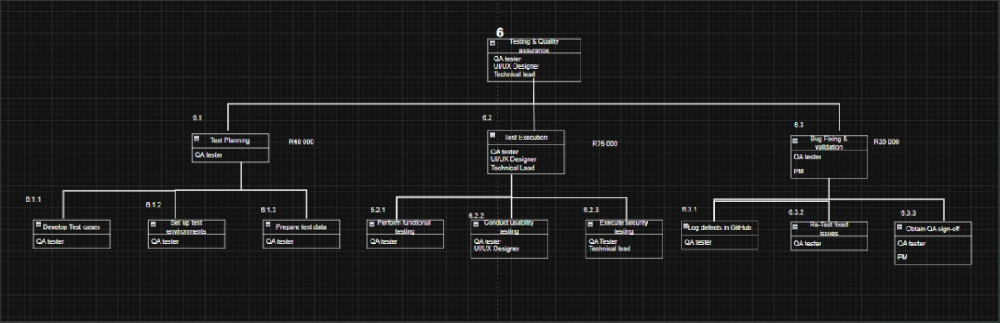 6
Testing & Quality
assurance
QA tester
UI/UX Designer
Technical lead
6.1
Test Planning
R40 000
QA tester
6.2
Test Execution
R75 000
QA tester
UI/UX Designer
Technical Lead
6.3
Bug Fixing &
validation
R35 000
QA tester
PM
6.1.1
Develop Test cases
QA tester
6.1.2
Set up test
environments
QA tester
6.1.3
Prepare test data
QA tester
5.2.1
Perform functional
testing
QA tester
6.2.2
Conduct usability
testing
QA tester
UI/UX Designer
6.2.3
Execute security
testing
QA Tester
Technical lead
6.3.1
Log defects in GitHub
QA tester
6.3.2
Re-Test fixed
issues
QA tester
6.3.3
Obtain QA sign-off
QA tester
PM